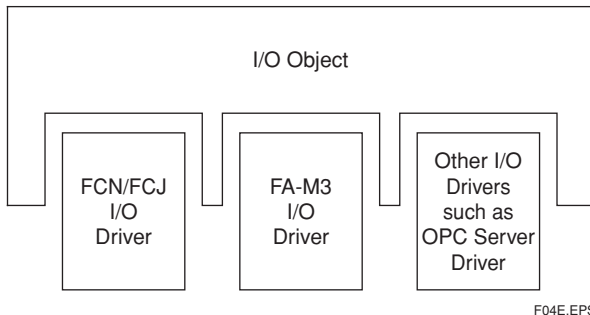 I/O Object
FCN/FCJ
I/O
Driver
FA-M3
I/O
Driver
Other I/O
Drivers
such as
OPC Server
Driver
F04E.EPS